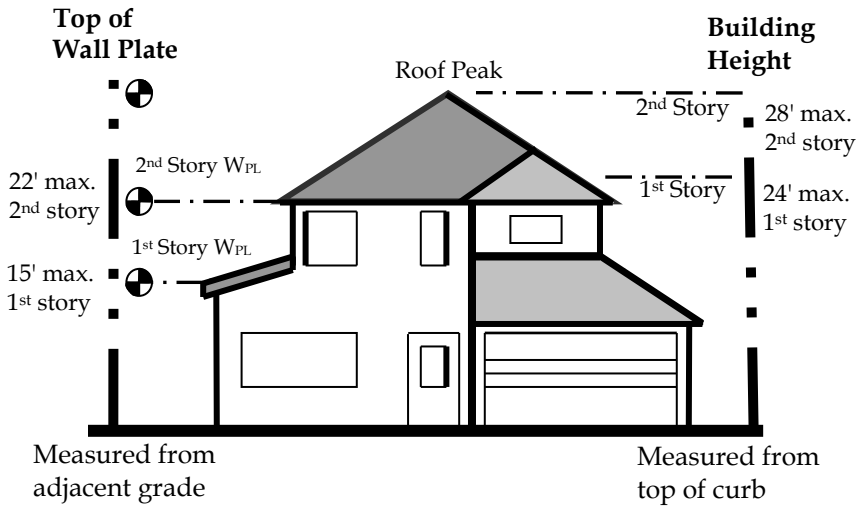 Top of
Wall Plate
Building
Height
Roof Peak
2nd Story
28' max.
2nd story
2nd Story WPL
22' max.
2nd story
1st Story
24' max.
1st story
1st Story WPL
15' max.
1st story
Measured from
adjacent grade
Measured from
top of curb